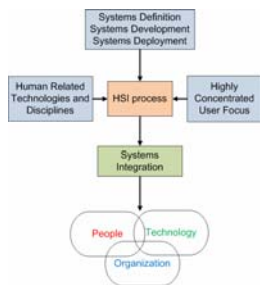 Systems Definition
Systems Development
Systems Deployment
Human Related
Technologies and
Disciplines
HSI process
Highly
Concentrated
User Focus
Systems
Integration
People
Technology
Organization